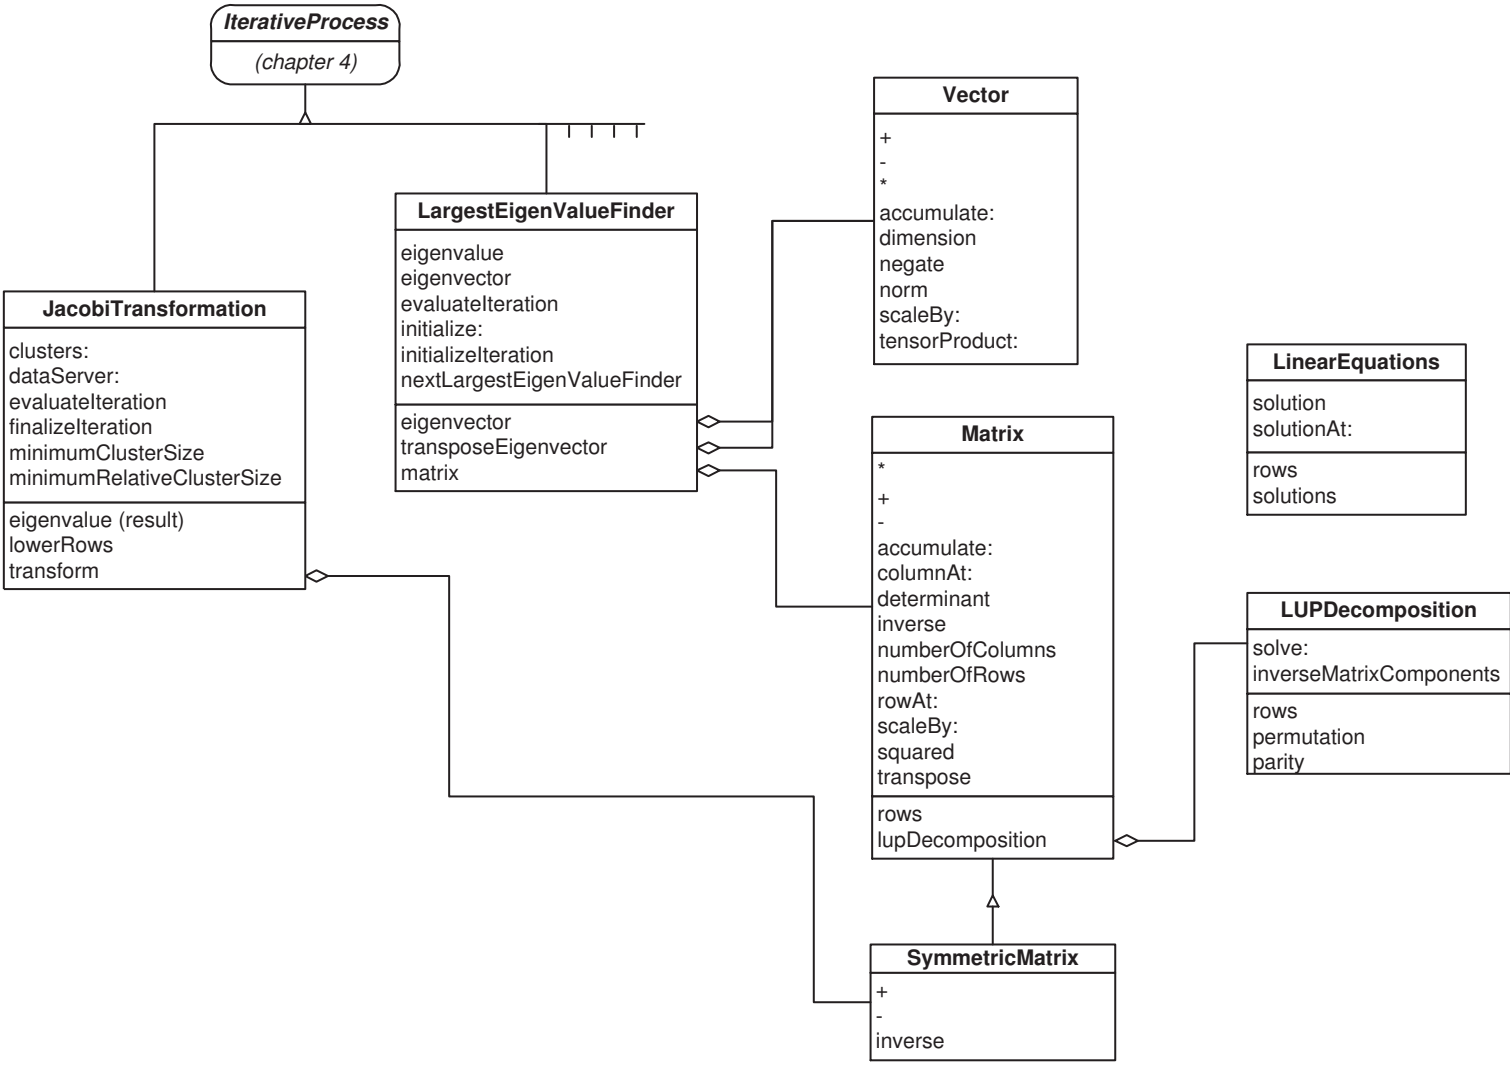 IterativeProcess
(chapter 4)
Vector
+
-
*
accumulate:
dimension
negate
norm
scaleBy:
tensorProduct:
LargestEigenValueFinder
eigenvalue
eigenvector
evaluateIteration
initialize:
initializeIteration
nextLargestEigenValueFinder
eigenvector
transposeEigenvector
matrix
JacobiTransformation
clusters:
dataServer:
evaluateIteration
finalizeIteration
minimumClusterSize
minimumRelativeClusterSize
eigenvalue (result)
lowerRows
transform
LinearEquations
solution
solutionAt:
rows
solutions
Matrix
*
+
-
accumulate:
columnAt:
determinant
inverse
numberOfColumns
numberOfRows
rowAt:
scaleBy:
squared
transpose
rows
lupDecomposition
LUPDecomposition
solve:
inverseMatrixComponents
rows
permutation
parity
SymmetricMatrix
+
-
inverse